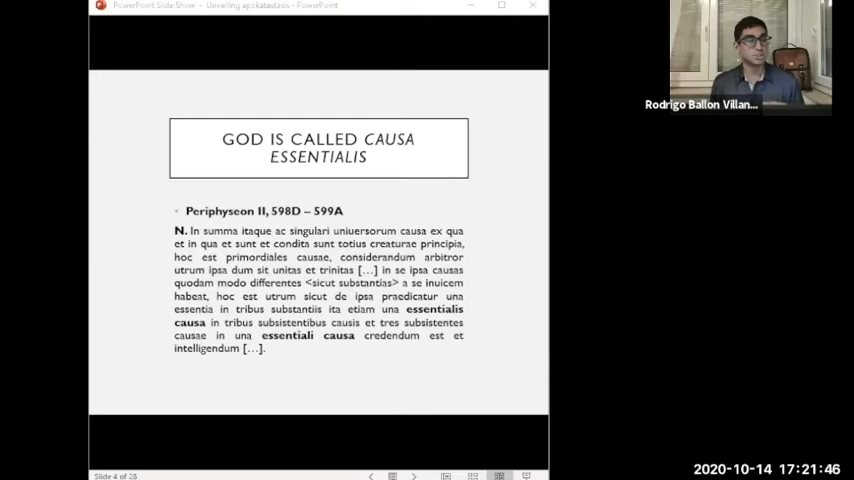 PowerPoint Slide Show - Unveiling apokatastasis - PowerPoint
GOD IS CALLED CAUSA
ESSENTIALIS
Rodrigo Ballon Villan...
• Periphyseon II, 598D – 599A
N. In summa itaque ac singulari uniuersorum causa ex qua
et in qua et sunt et condita sunt totius creaturae principia,
hoc est primordiales causae, considerandum arbitror
utrum ipsa dum sit unitas et trinitas [...] in se ipsa causas
quodam modo differentes <sicut substantias> a se inuicem
habeat, hoc est utrum sicut de ipsa praedicatur una
essentia in tribus substantiis ita etiam una essentialis
causa in tribus subsistentibus causis et tres subsistentes
causae in una essentiali causa credendum est et
intelligendum [...].
2020-10-14 17:21:46
Slide 4 of 28